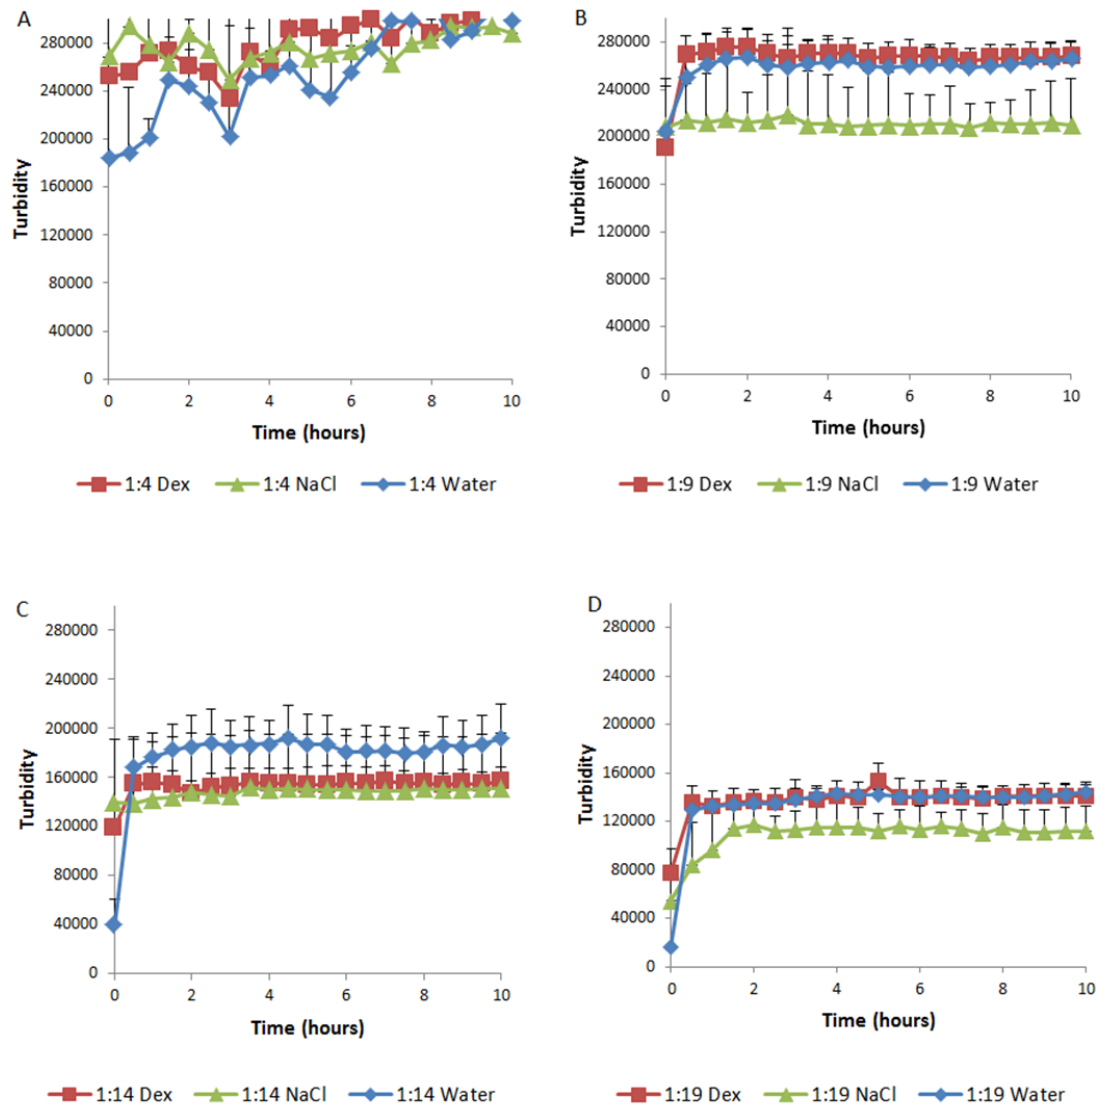 A
280000
240000
200000
160000
120000
80000
40000
0
Turbidity
0 2 4 6 8 10
Time (hours)
1:4 Dex 1:4 NaCl 1:4 Water
B
280000
240000
200000
160000
120000
80000
40000
0
Turbidity
0 2 4 6 8 10
Time (hours)
1:9 Dex 1:9 NaCl 1:9 Water
C
280000
240000
200000
160000
120000
80000
40000
0
Turbidity
0 2 4 6 8 10
Time (hours)
1:14 Dex 1:14 NaCl 1:14 Water
D
280000
240000
200000
160000
120000
80000
40000
0
Turbidity
0 2 4 6 8 10
Time (hours)
1:19 Dex 1:19 NaCl 1:19 Water